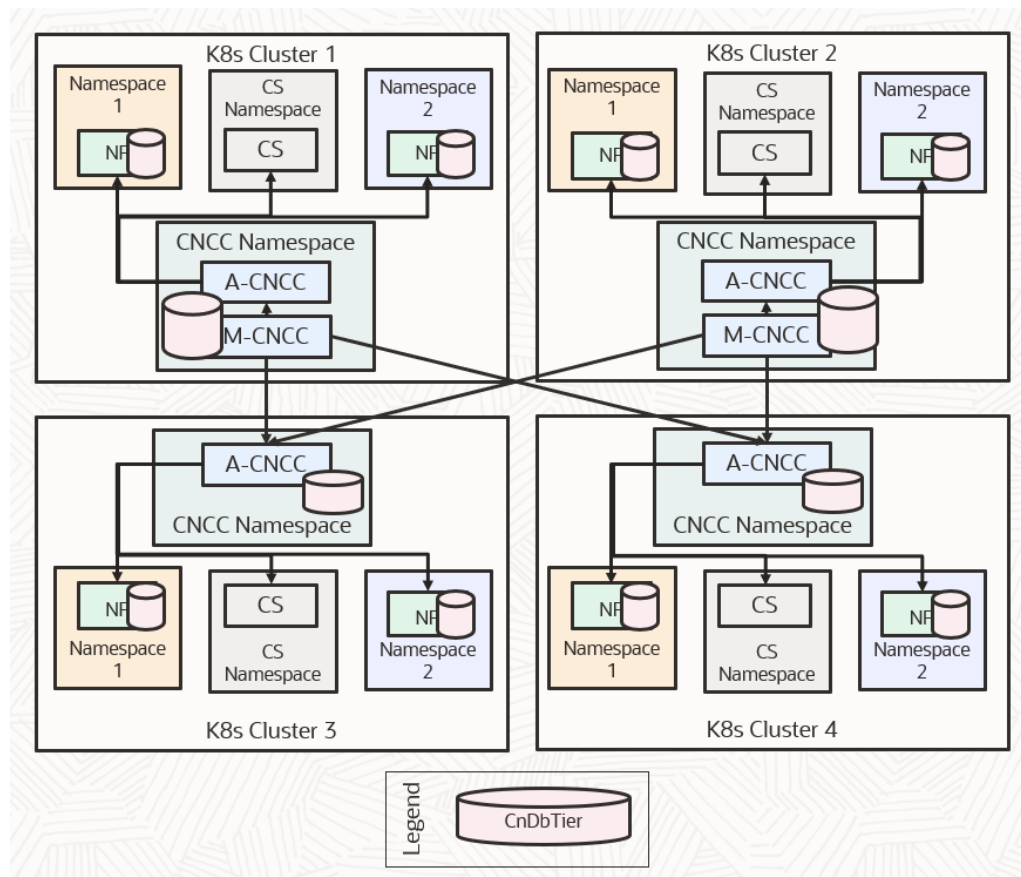 K8s Cluster 1
Namespace
1
NF
CS
Namespace
CS
Namespace
2
NF
CNCC Namespace
A-CNCC
M-CNCC
K8s Cluster 2
Namespace
1
NF
CS
Namespace
CS
Namespace
2
NF
CNCC Namespace
A-CNCC
M-CNCC
A-CNCC
CNCC Namespace
NF
Namespace
1
CS
CS
Namespace
NF
Namespace
2
K8s Cluster 3
A-CNCC
CNCC Namespace
NF
Namespace
1
CS
CS
Namespace
NF
Namespace
2
K8s Cluster 4
Legend
CnDbTier